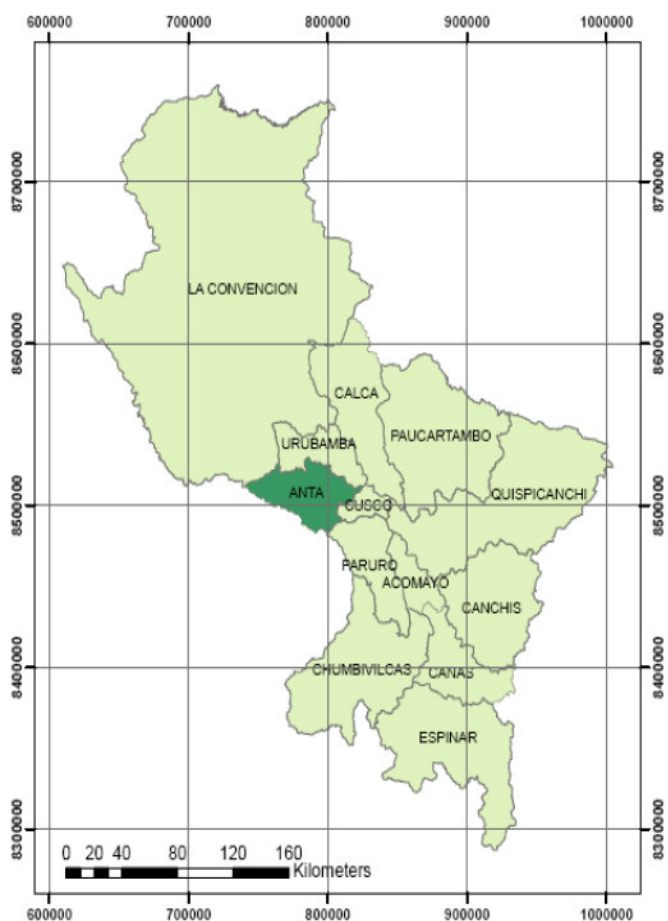 600000 700000 800000 900000 1000000
8700000 8700000
LA CONVENCION
8600000 8600000
CALCA
PAUCARTAMBO
URUBAMBA
ANTA
QUISPICANCHI
CUSCO
8500000 8500000
PARURO
ACOMAYO
CANCHIS
CHUMBIVILCAS
CANAS
8400000 8400000
ESPINAR
8300000 8300000
0 20 40 80 120 160
Kilometers
600000 700000 800000 900000 1000000